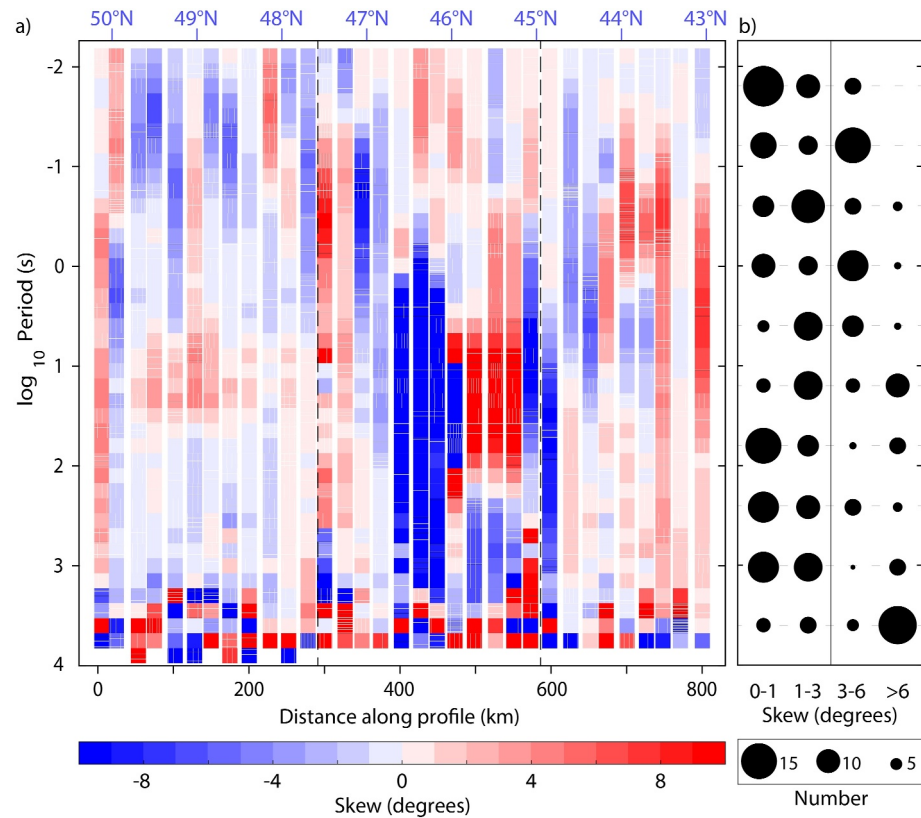 a)
50°N 49°N 48°N 47°N 46°N 45°N 44°N 43°N
b)
-2
-1
0
1
2
3
4
log 10 Period (s)
0 200 400 600 800
Distance along profile (km)
-8 -4 0 4 8
Skew (degrees)
0-1 1-3 3-6 >6
Skew (degrees)
15 10 5
Number